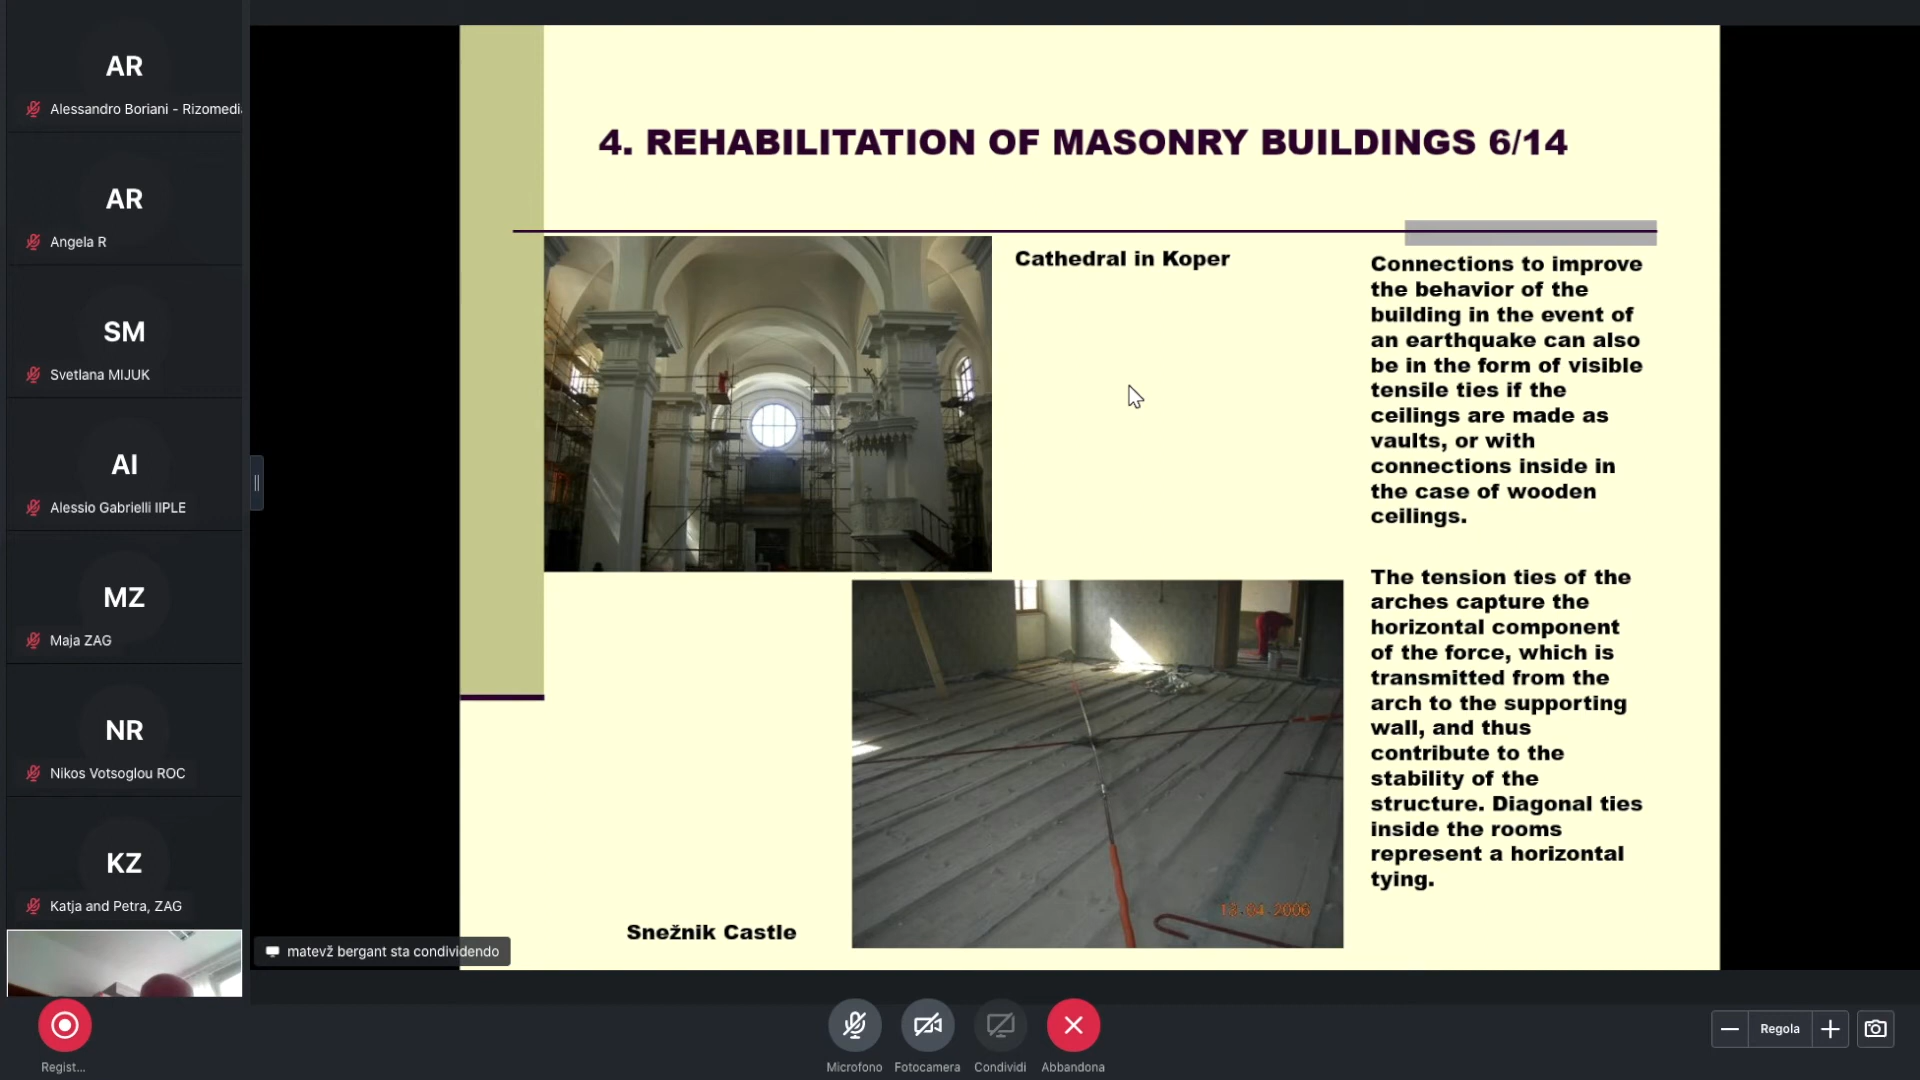 AR
Alessandro Boriani - Rizomedia
AR
Angela R
SM
Svetlana MIJUK
AI
Alessio Gabrielli IIPLE
MZ
Maja ZAG
NR
Nikos Votsoglou ROC
KZ
Katja and Petra, ZAG
4. REHABILITATION OF MASONRY BUILDINGS 6/14
Cathedral in Koper
Connections to improve
the behavior of the
building in the event of
an earthquake can also
be in the form of visible
tensile ties if the
ceilings are made as
vaults, or with
connections inside in
the case of wooden
ceilings.
The tension ties of the
arches capture the
horizontal component
of the force, which is
transmitted from the
arch to the supporting
wall, and thus
contribute to the
stability of the
structure. Diagonal ties
inside the rooms
represent a horizontal
tying.
Snežnik Castle
matevž bergant sta condividendo
Regist...
Microfono
Fotocamera
Condividi
Abbandona
Regola